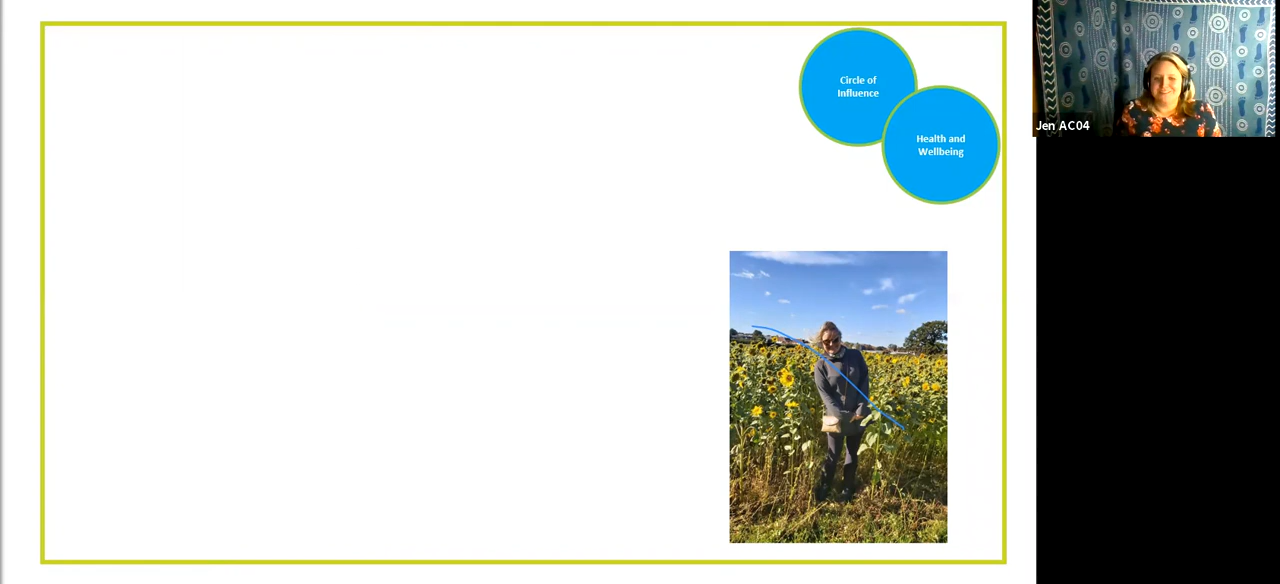 Circle of
Influence
Health and
Wellbeing
Jen AC04